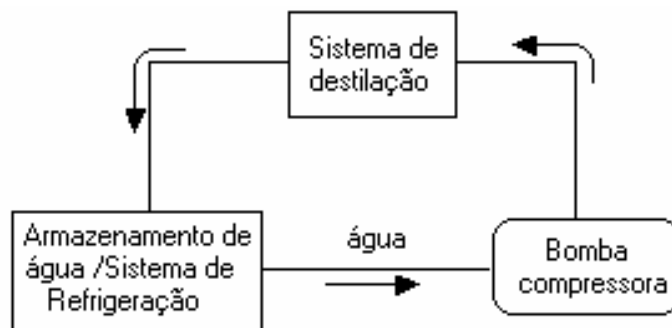 Sistema de
destilação
Armazenamento de
água /Sistema de
Refrigeração
água
Bomba
compressora